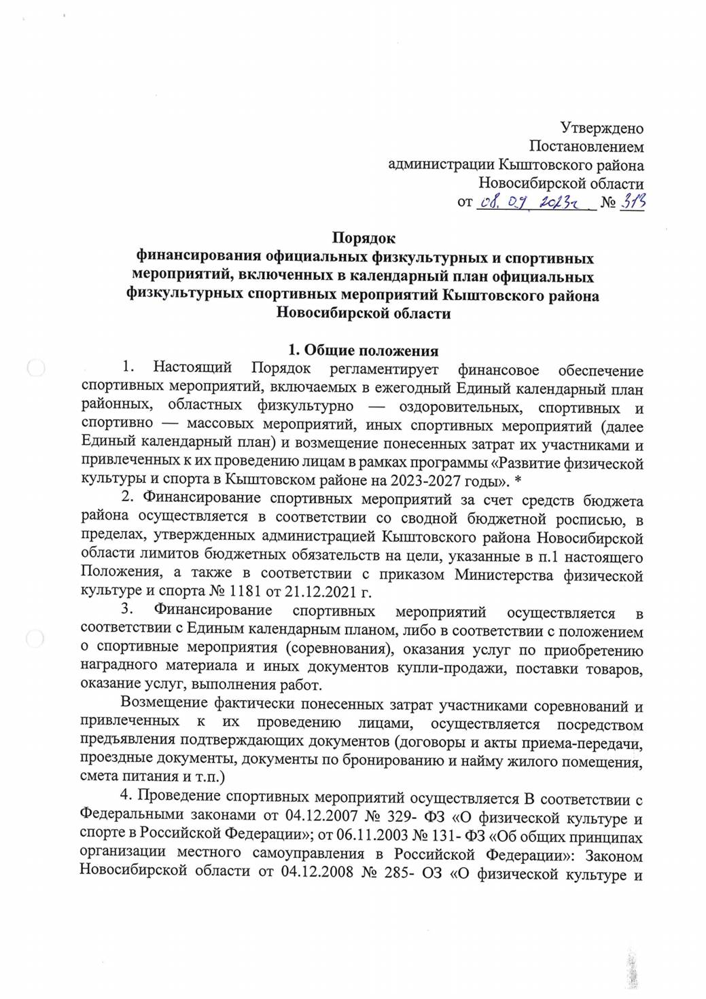 Утверждено
Постановлением
администрации Кыштовского района
Новосибирской области
от 08.09 2023г № 313
Порядок
финансирования официальных физкультурных и спортивных
мероприятий, включенных в календарный план официальных
физкультурных спортивных мероприятий Кыштовского района
Новосибирской области
1. Общие положения
1. Настоящий Порядок регламентирует финансовое обеспечение
спортивных мероприятий, включаемых в ежегодный Единый календарный план
районных, областных физкультурно — оздоровительных, спортивных и
спортивно — массовых мероприятий, иных спортивных мероприятий (далее
Единый календарный план) и возмещение понесенных затрат их участниками и
привлеченных к их проведению лицам в рамках программы «Развитие физической
культуры и спорта в Кыштовском районе на 2023-2027 годы». *
2. Финансирование спортивных мероприятий за счет средств бюджета
района осуществляется в соответствии со сводной бюджетной росписью, в
пределах, утвержденных администрацией Кыштовского района Новосибирской
области лимитов бюджетных обязательств на цели, указанные в п.1 настоящего
Положения, а также в соответствии с приказом Министерства физической
культуре и спорта № 1181 от 21.12.2021 г.
3. Финансирование спортивных мероприятий осуществляется в
соответствии с Единым календарным планом, либо в соответствии с положением
о спортивные мероприятия (соревнования), оказания услуг по приобретению
наградного материала и иных документов купли-продажи, поставки товаров,
оказание услуг, выполнения работ.
Возмещение фактически понесенных затрат участниками соревнований и
привлеченных к их проведению лицами, осуществляется посредством
предъявления подтверждающих документов (договоры и акты приема-передачи,
проездные документы, документы по бронированию и найму жилого помещения,
смета питания и т.п.)
4. Проведение спортивных мероприятий осуществляется В соответствии с
Федеральными законами от 04.12.2007 № 329- ФЗ «О физической культуре и
спорте в Российской Федерации»; от 06.11.2003 № 131- ФЗ «Об общих принципах
организации местного самоуправления в Российской Федерации»: Законом
Новосибирской области от 04.12.2008 № 285- ОЗ «О физической культуре и